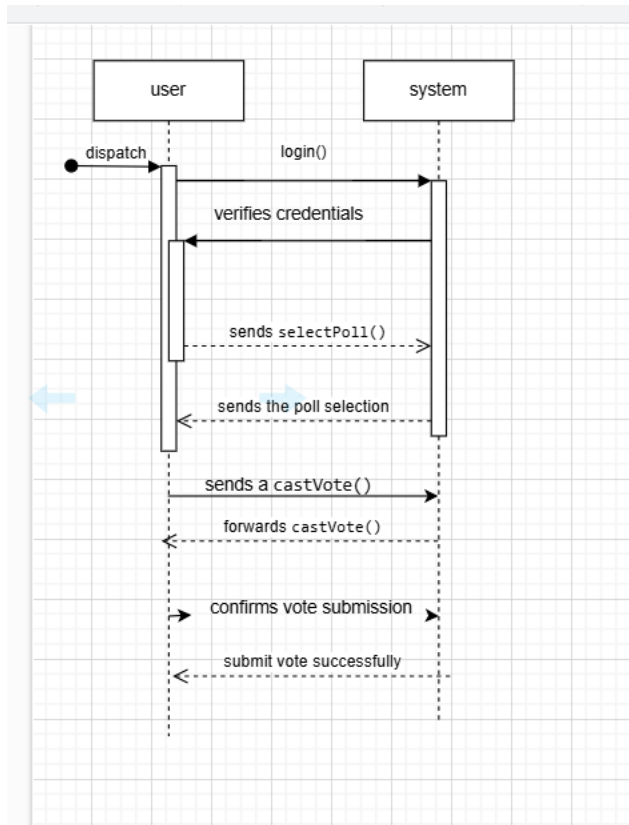 user
system
dispatch
login()
verifies credentials
sends selectPoll()
sends the poll selection
sends a castVote()
forwards castVote()
confirms vote submission
submit vote successfully